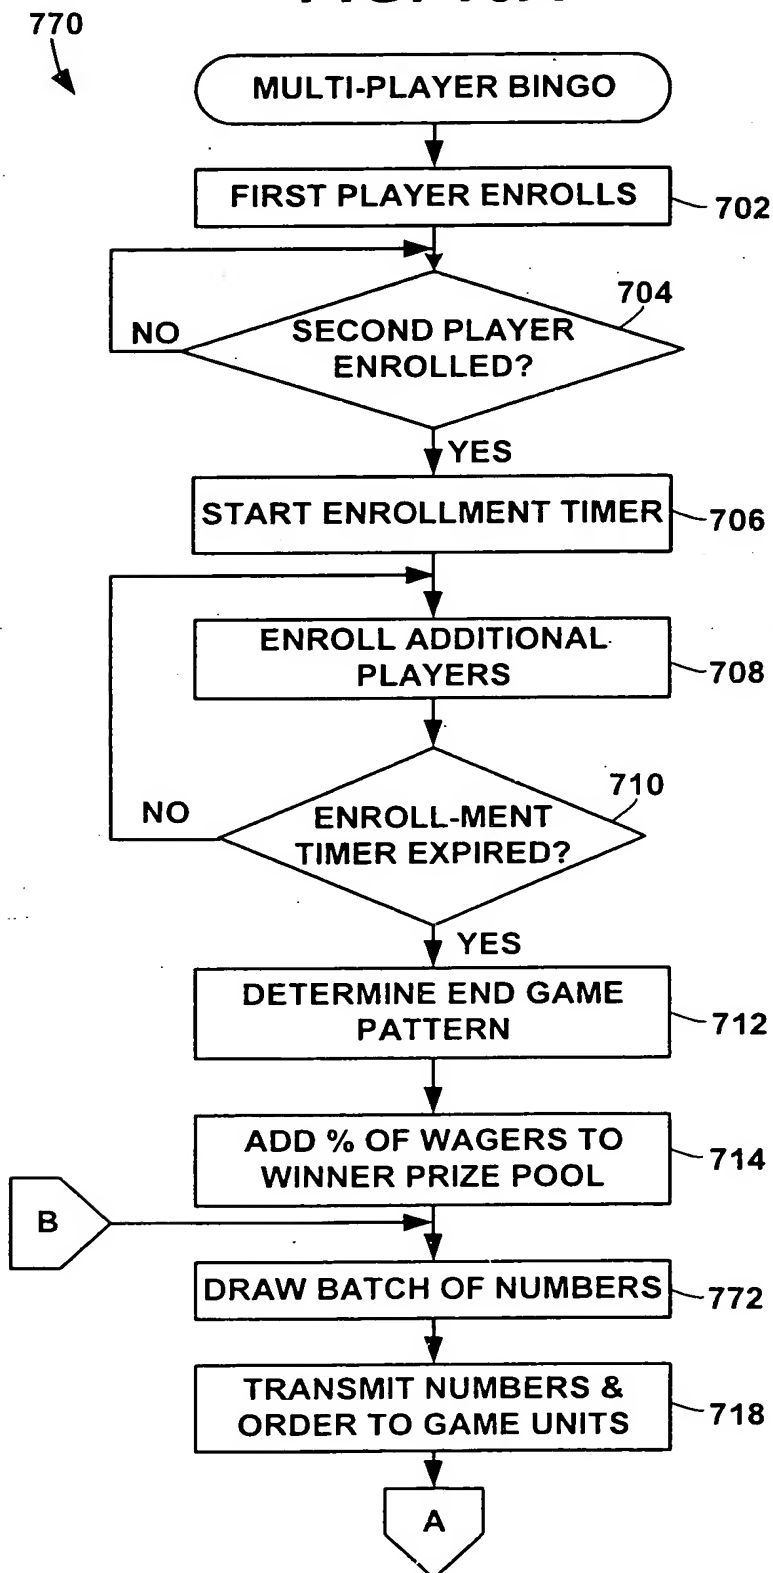 770
MULTI-PLAYER BINGO
FIRST PLAYER ENROLLS
702
704
NO
SECOND PLAYER
ENROLLED?
YES
START ENROLLMENT TIMER
706
ENROLL ADDITIONAL
PLAYERS
708
710
NO
ENROLL-MENT
TIMER EXPIRED?
YES
DETERMINE END GAME
PATTERN
712
ADD % OF WAGERS TO
WINNER PRIZE POOL
714
B
DRAW BATCH OF NUMBERS
772
TRANSMIT NUMBERS &
ORDER TO GAME UNITS
718
A